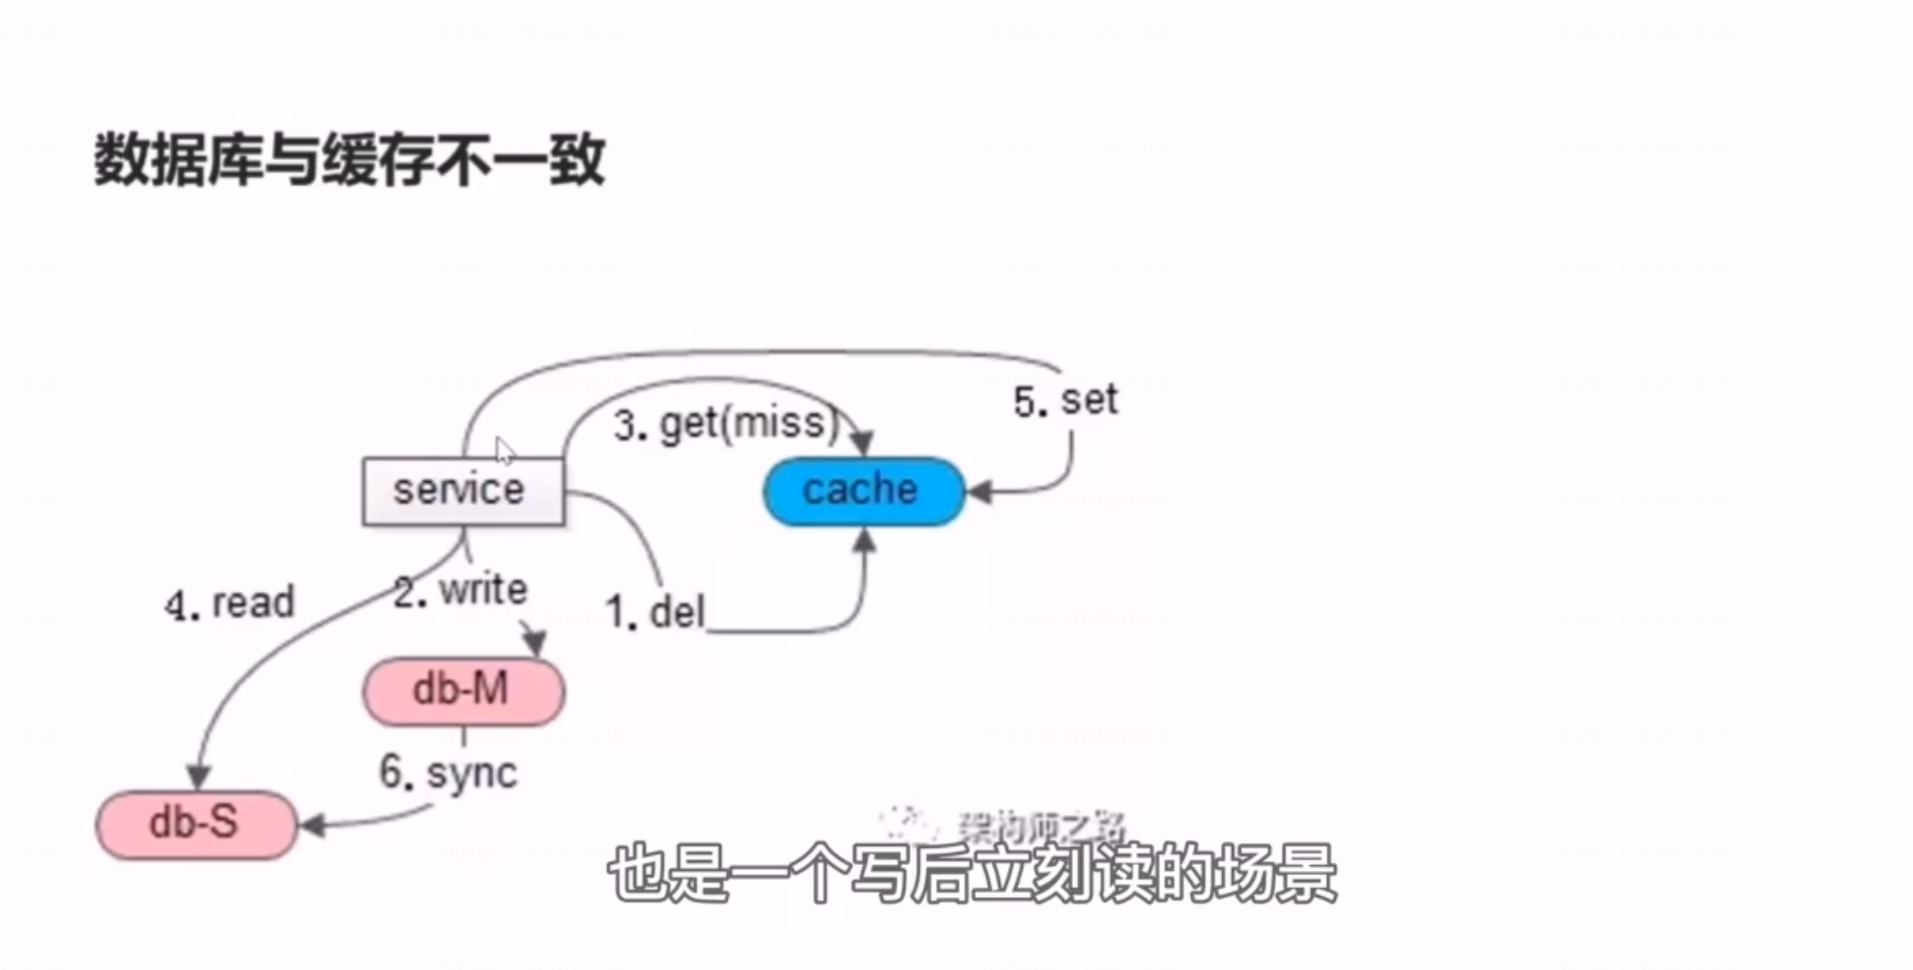 数据库与缓存不一致
5. set
3. get(miss)
service
cache
4. read
2. write
1. del
db-M
6. sync
db-S
架构师之路
也是一个写后立刻读的场景